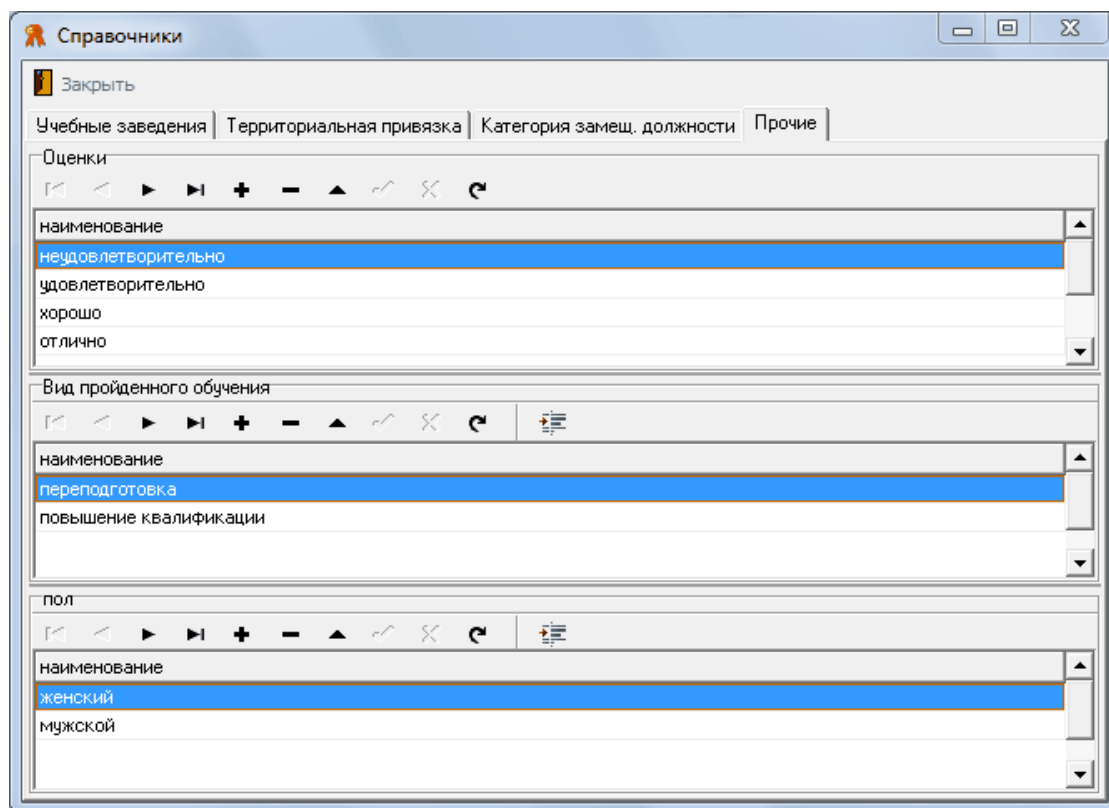 Справочники
Закрыть
Учебные заведения Территориальная привязка Категория замещ. должности Прочие
Оценки
наименование
неудовлетворительно
удовлетворительно
хорошо
отлично
Вид пройденного обучения
наименование
переподготовка
повышение квалификации
пол
наименование
женский
мужской